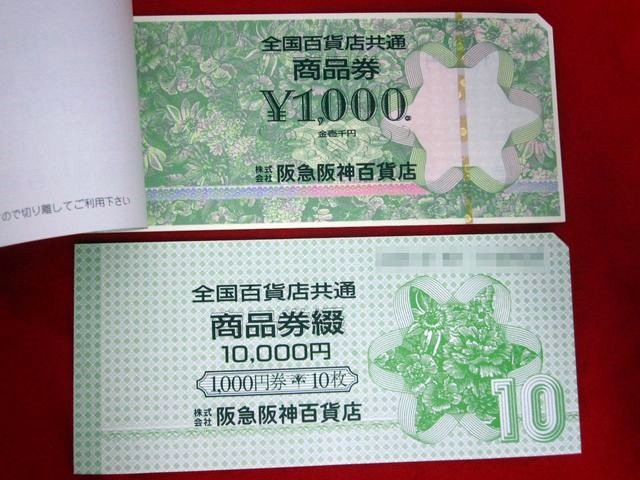 全国百貨店共通
商品券
¥1,000
金壱千円
株式会社 阪急阪神百貨店
ので切り離してご利用下さい
全国百貨店共通
商品券綴
10,000円
1,000円券*10枚
株式会社 阪急阪神百貨店
10